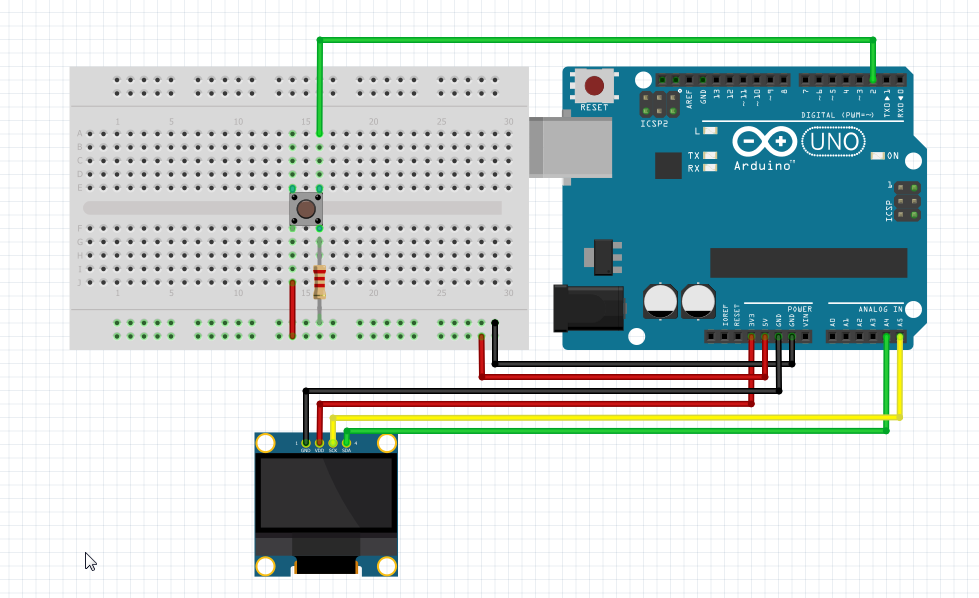 1 5 10 15 20 25 30
A
B
C
D
E
F
G
H
I
J
1 5 10 15 20 25 30
RESET
ICSP2
AREF
GND
13
12
~11
~10
~9
8
7
~6
~5
4
~3
2
TXD▶1
RXD◀0
DIGITAL (PWM=~)
L
TX
RX
UNO
Arduino™
ON
1
ICSP
POWER
ANALOG IN
IOREF
RESET
3V3
5V
GND
GND
VIN
A0
A1
A2
A3
A4
A5
1 4
GND VDD SCK SDA